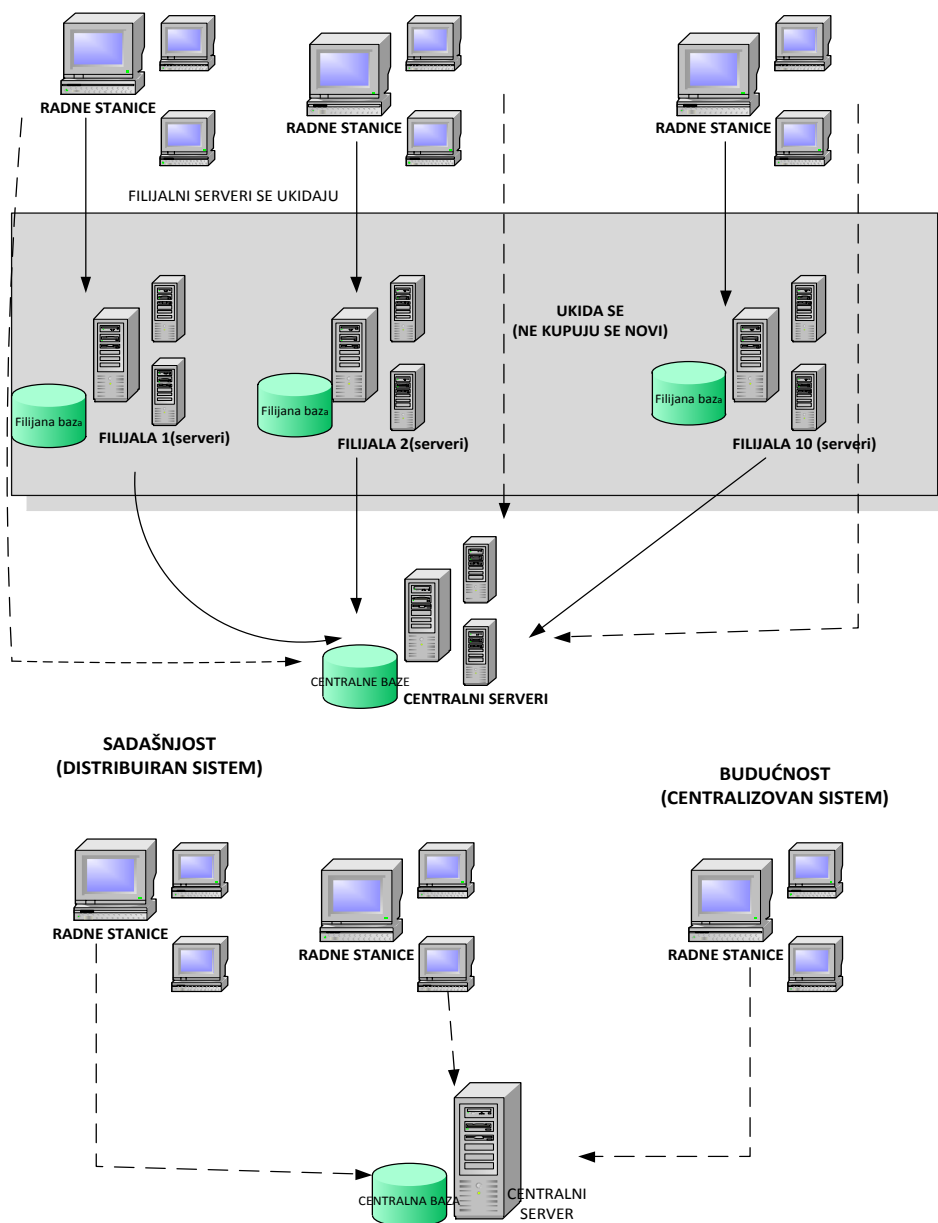 RADNE STANICE
RADNE STANICE
RADNE STANICE
FILIJALNI SERVERI SE UKIDAJU
UKIDA SE
(NE KUPUJU SE NOVI)
Filijana baza
Filijana baza
Filijana baza
FILIJALA 1(serveri)
FILIJALA 2(serveri)
FILIJALA 10 (serveri)
CENTRALNE BAZE
CENTRALNI SERVERI
SADAŠNJOST
(DISTRIBUIRAN SISTEM)
BUDUĆNOST
(CENTRALIZOVAN SISTEM)
RADNE STANICE
RADNE STANICE
RADNE STANICE
CENTRALNA BAZA
CENTRALNI
SERVER